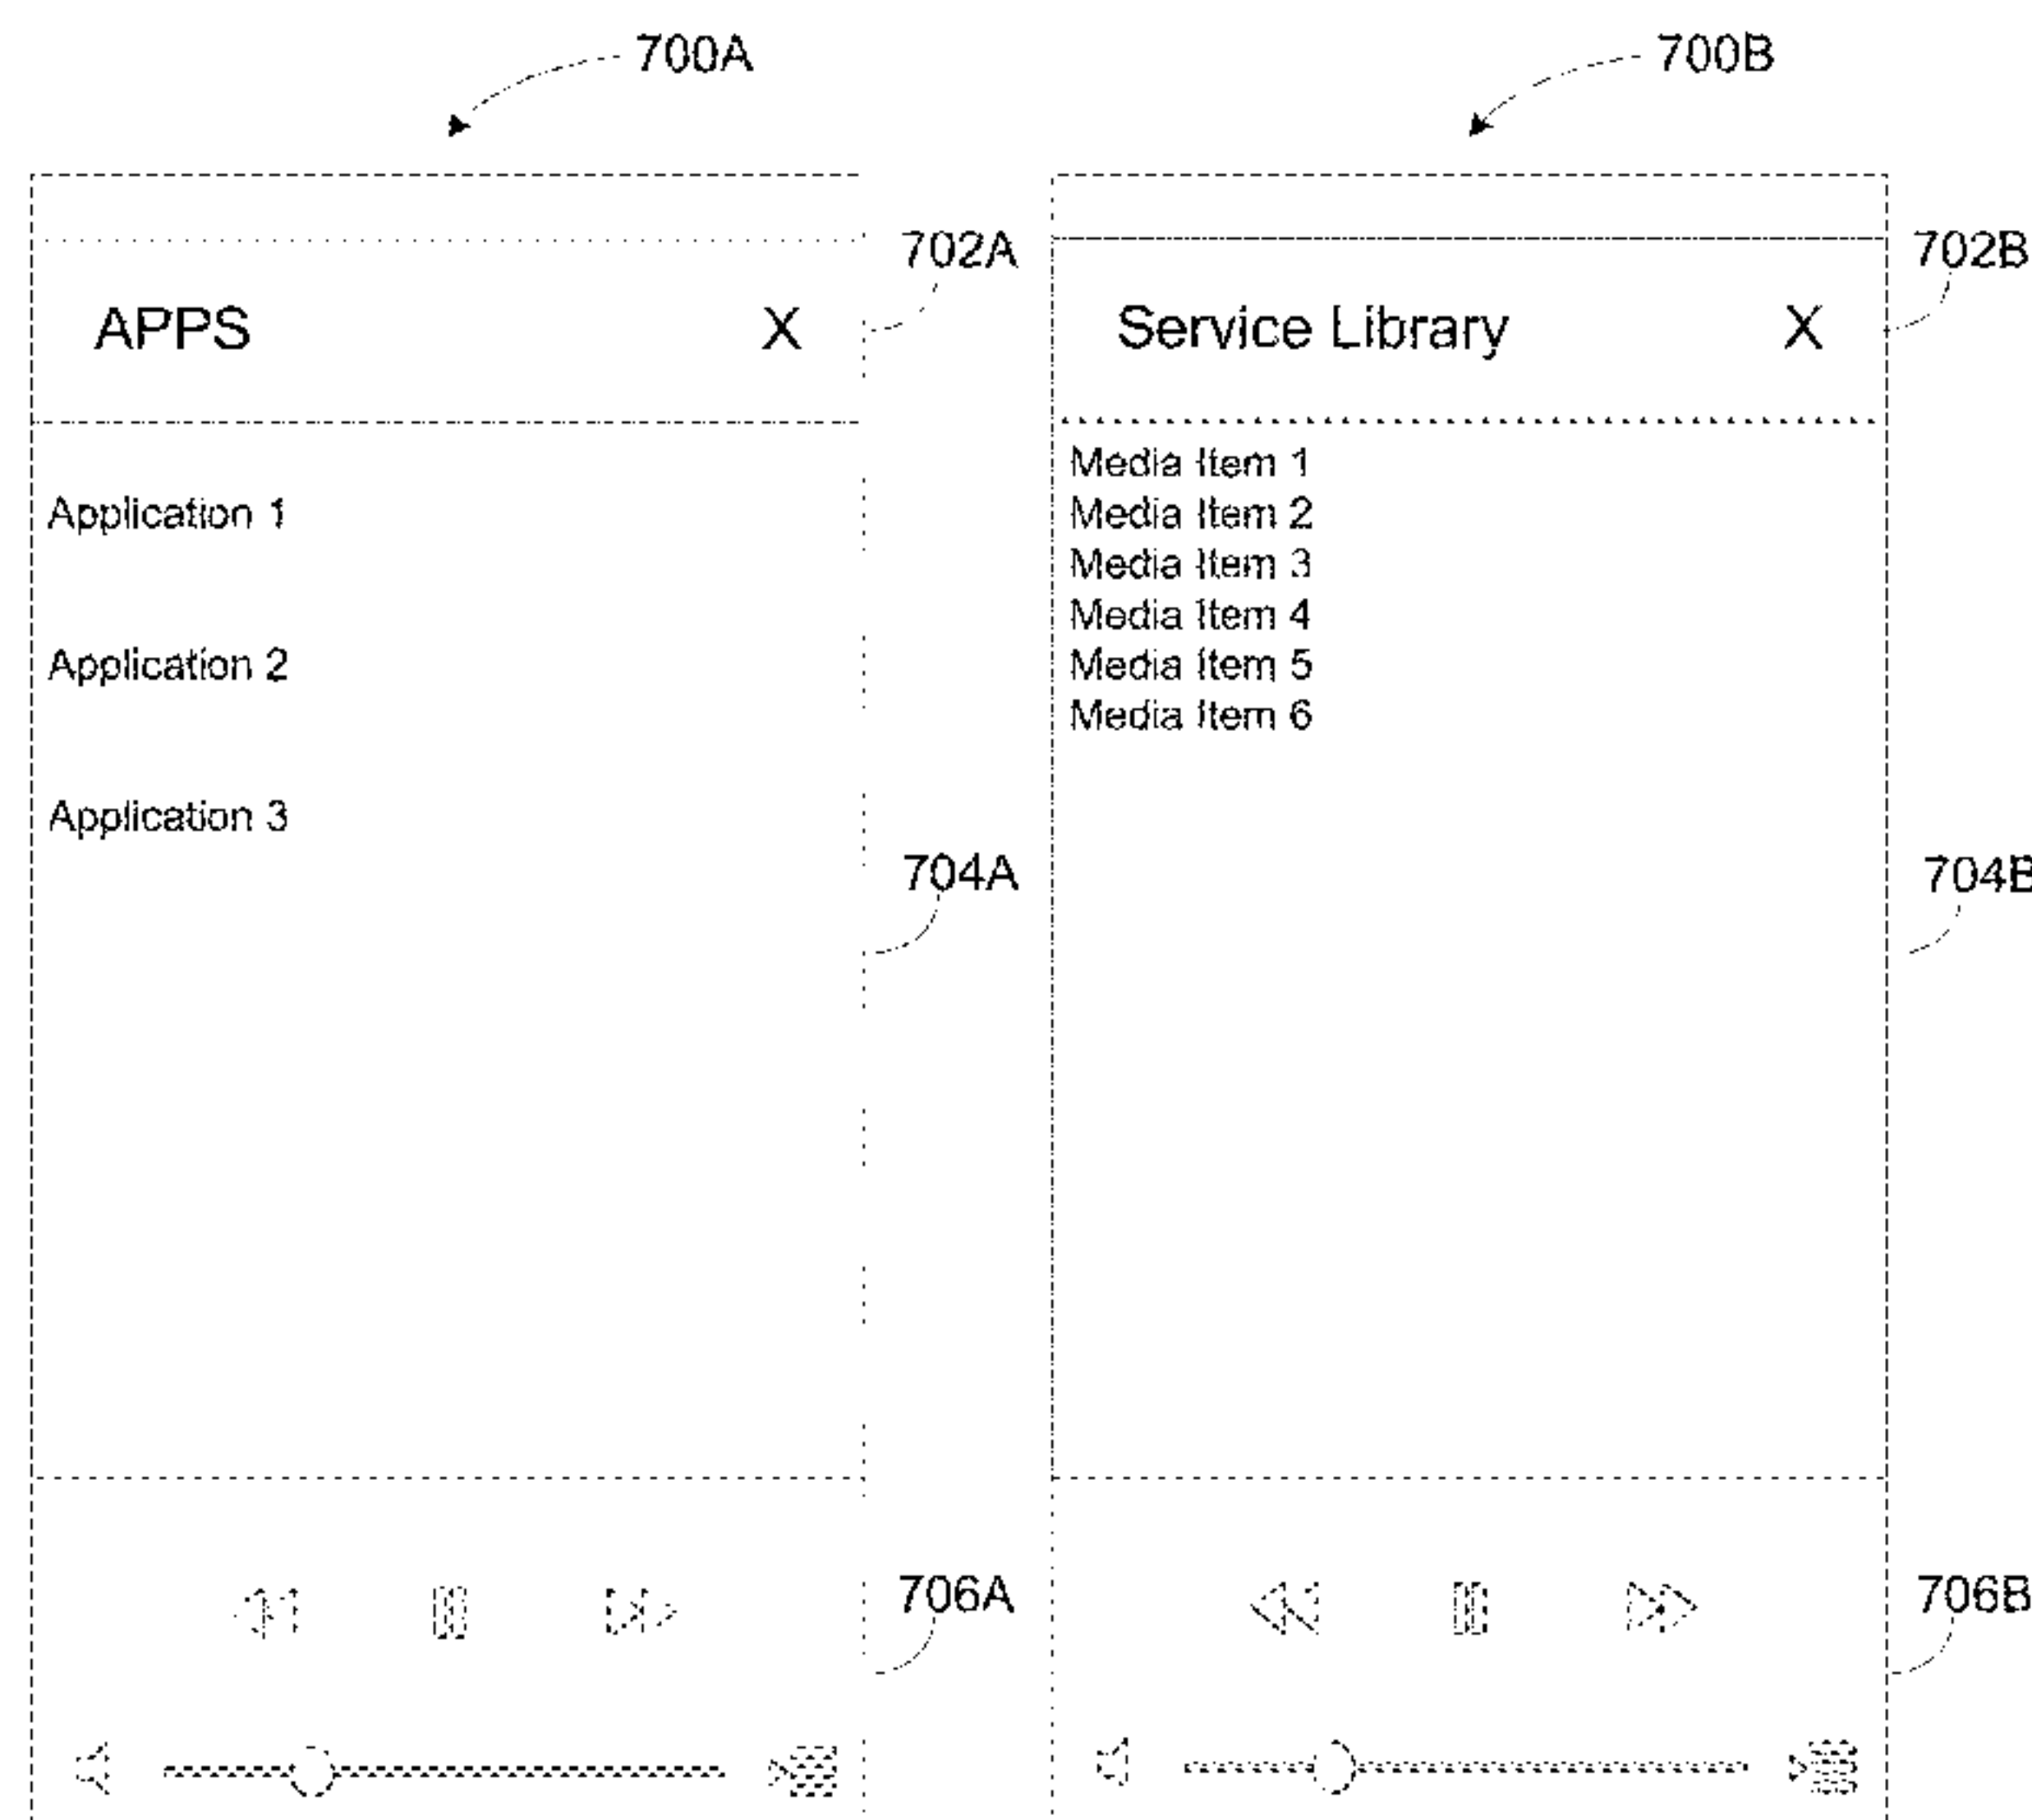 700A
700B
702A
702B
APPS X
Service Library X
Application 1
Application 2
Application 3
Media Item 1
Media Item 2
Media Item 3
Media Item 4
Media Item 5
Media Item 6
704A
704B
706A
706B